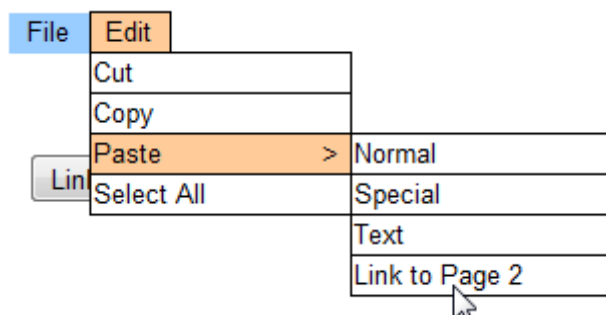 File Edit
Cut
Copy
Paste > Normal
Select All Special
Text
Link to Page 2